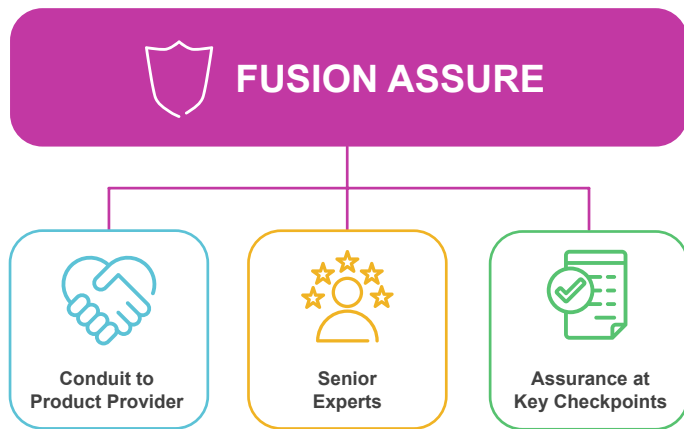 FUSION ASSURE
Conduit to
Product Provider
Senior
Experts
Assurance at
Key Checkpoints